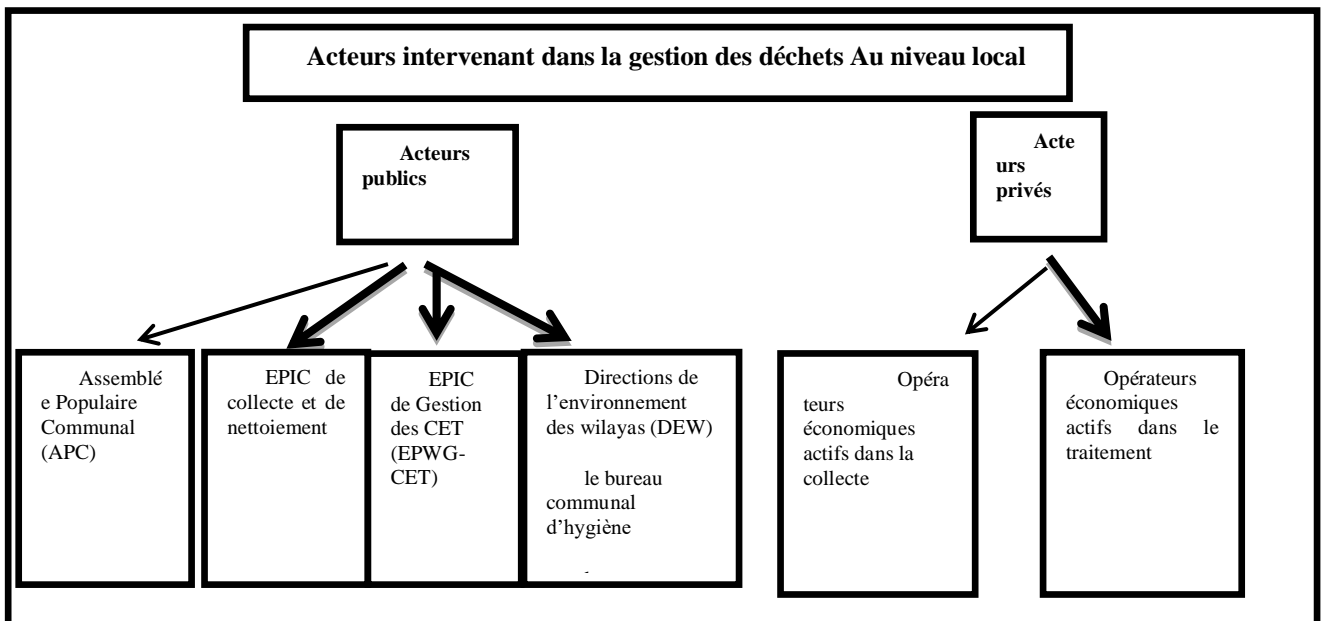 Acteurs intervenant dans la gestion des déchets Au niveau local
Acteurs
publics
Acte
urs
privés
Assemblé
e Populaire
Communal
(APC)
EPIC de
collecte et de
nettoiement
EPIC
de Gestion
des CET
(EPWG-
CET)
Directions de
l’environnement
des wilayas (DEW)
le bureau
communal
d’hygiène
Opéra
teurs
économiques
actifs dans la
collecte
Opérateurs
économiques
actifs dans le
traitement